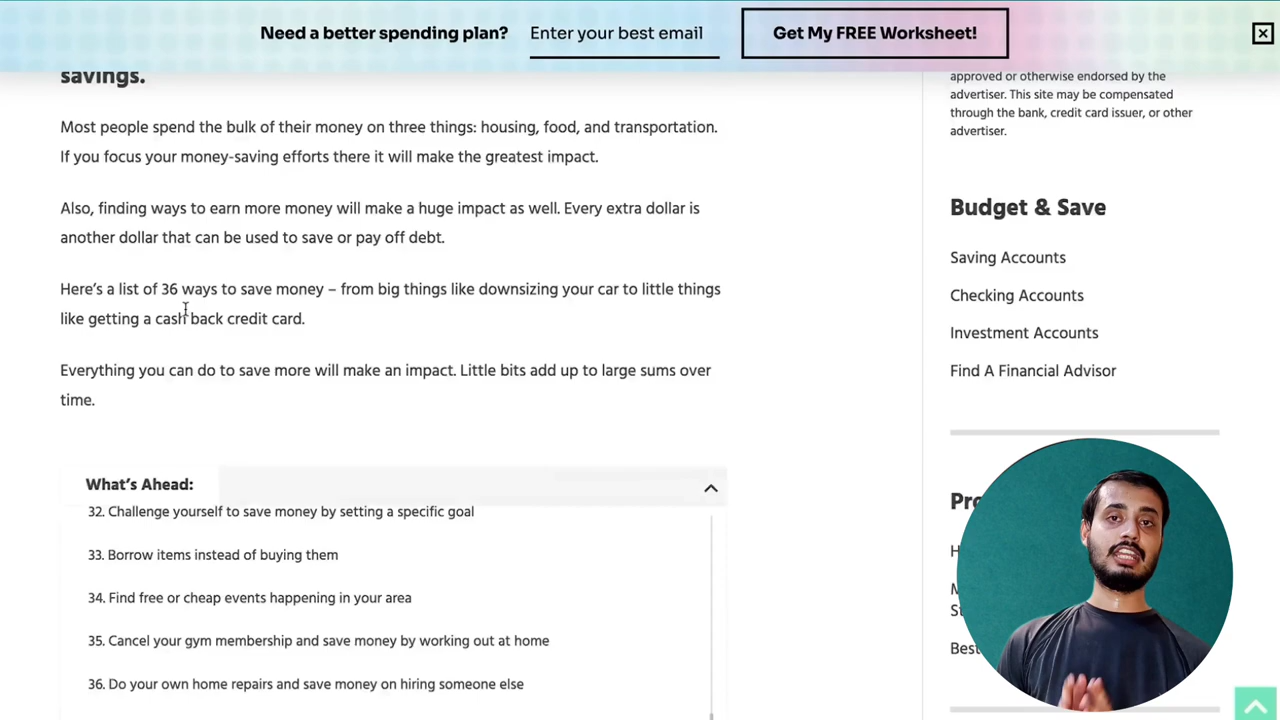 Need a better spending plan?
Enter your best email
Get My FREE Worksheet!
savings.
Most people spend the bulk of their money on three things: housing, food, and transportation.
If you focus your money-saving efforts there it will make the greatest impact.
Also, finding ways to earn more money will make a huge impact as well. Every extra dollar is
another dollar that can be used to save or pay off debt.
Here's a list of 36 ways to save money – from big things like downsizing your car to little things
like getting a cash back credit card.
Everything you can do to save more will make an impact. Little bits add up to large sums over
time.
What's Ahead:
32. Challenge yourself to save money by setting a specific goal
33. Borrow items instead of buying them
34. Find free or cheap events happening in your area
35. Cancel your gym membership and save money by working out at home
36. Do your own home repairs and save money on hiring someone else
approved or otherwise endorsed by the
advertiser. This site may be compensated
through the bank, credit card issuer, or other
advertiser.
Budget & Save
Saving Accounts
Checking Accounts
Investment Accounts
Find A Financial Advisor
Best